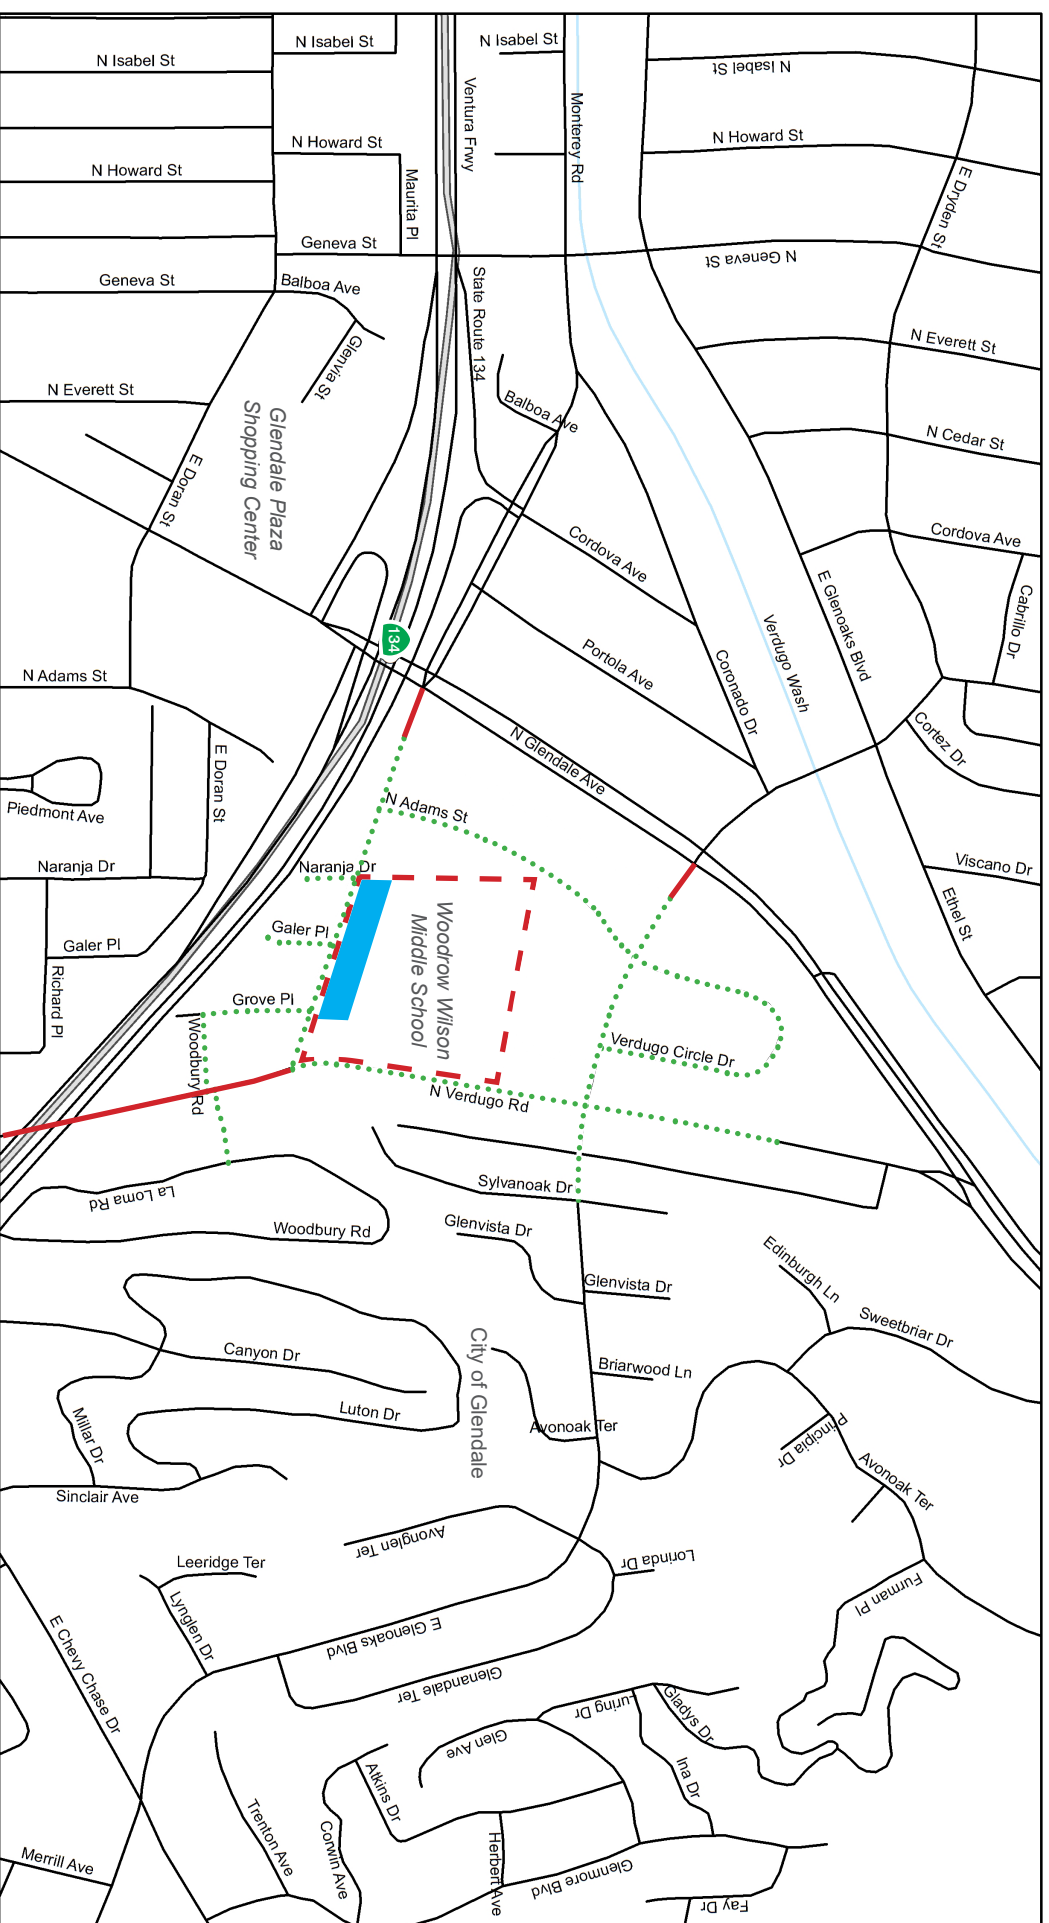 N Isabel St
N Isabel St
N Isabel St
N Isabel St
Ventura Frwy
Monterey Rd
N Howard St
N Howard St
N Howard St
Maurita Pl
E Dryden St
Geneva St
N Geneva St
Geneva St
Balboa Ave
State Route 134
Glenvia St
N Everett St
N Everett St
Balboa Ave
Glendale Plaza
Shopping Center
N Cedar St
E Doran St
Cordova Ave
Cordova Ave
E Glenoaks Blvd
Cabrillo Dr
134
Verdugo Wash
Portola Ave
Coronado Dr
N Adams St
Cortez Dr
N Glendale Ave
E Doran St
Piedmont Ave
N Adams St
Naranja Dr
Naranja Dr
Viscano Dr
Ethel St
Woodrow Wilson
Middle School
Galer Pl
Galer Pl
Richard Pl
Grove Pl
Woodbury Rd
Verdugo Circle Dr
N Verdugo Rd
La Loma Rd
Sylvanoak Dr
Woodbury Rd
Glenvista Dr
Edinburgh Ln
Glenvista Dr
Sweetbriar Dr
Canyon Dr
City of Glendale
Briarwood Ln
Luton Dr
Millar Dr
Avonoak Ter
Principia Dr
Avonoak Ter
Sinclair Ave
Avonglen Ter
Leeridge Ter
Lorinda Dr
Lynglen Dr
Furman Pl
E Chevy Chase Dr
E Glenoaks Blvd
Glenandale Ter
uring Dr
Gladys Dr
Glen Ave
Ina Dr
Atkins Dr
Trenton Ave
Corwin Ave
Herbert Ave
Glenmore Blvd
Merrill Ave
Fay Dr